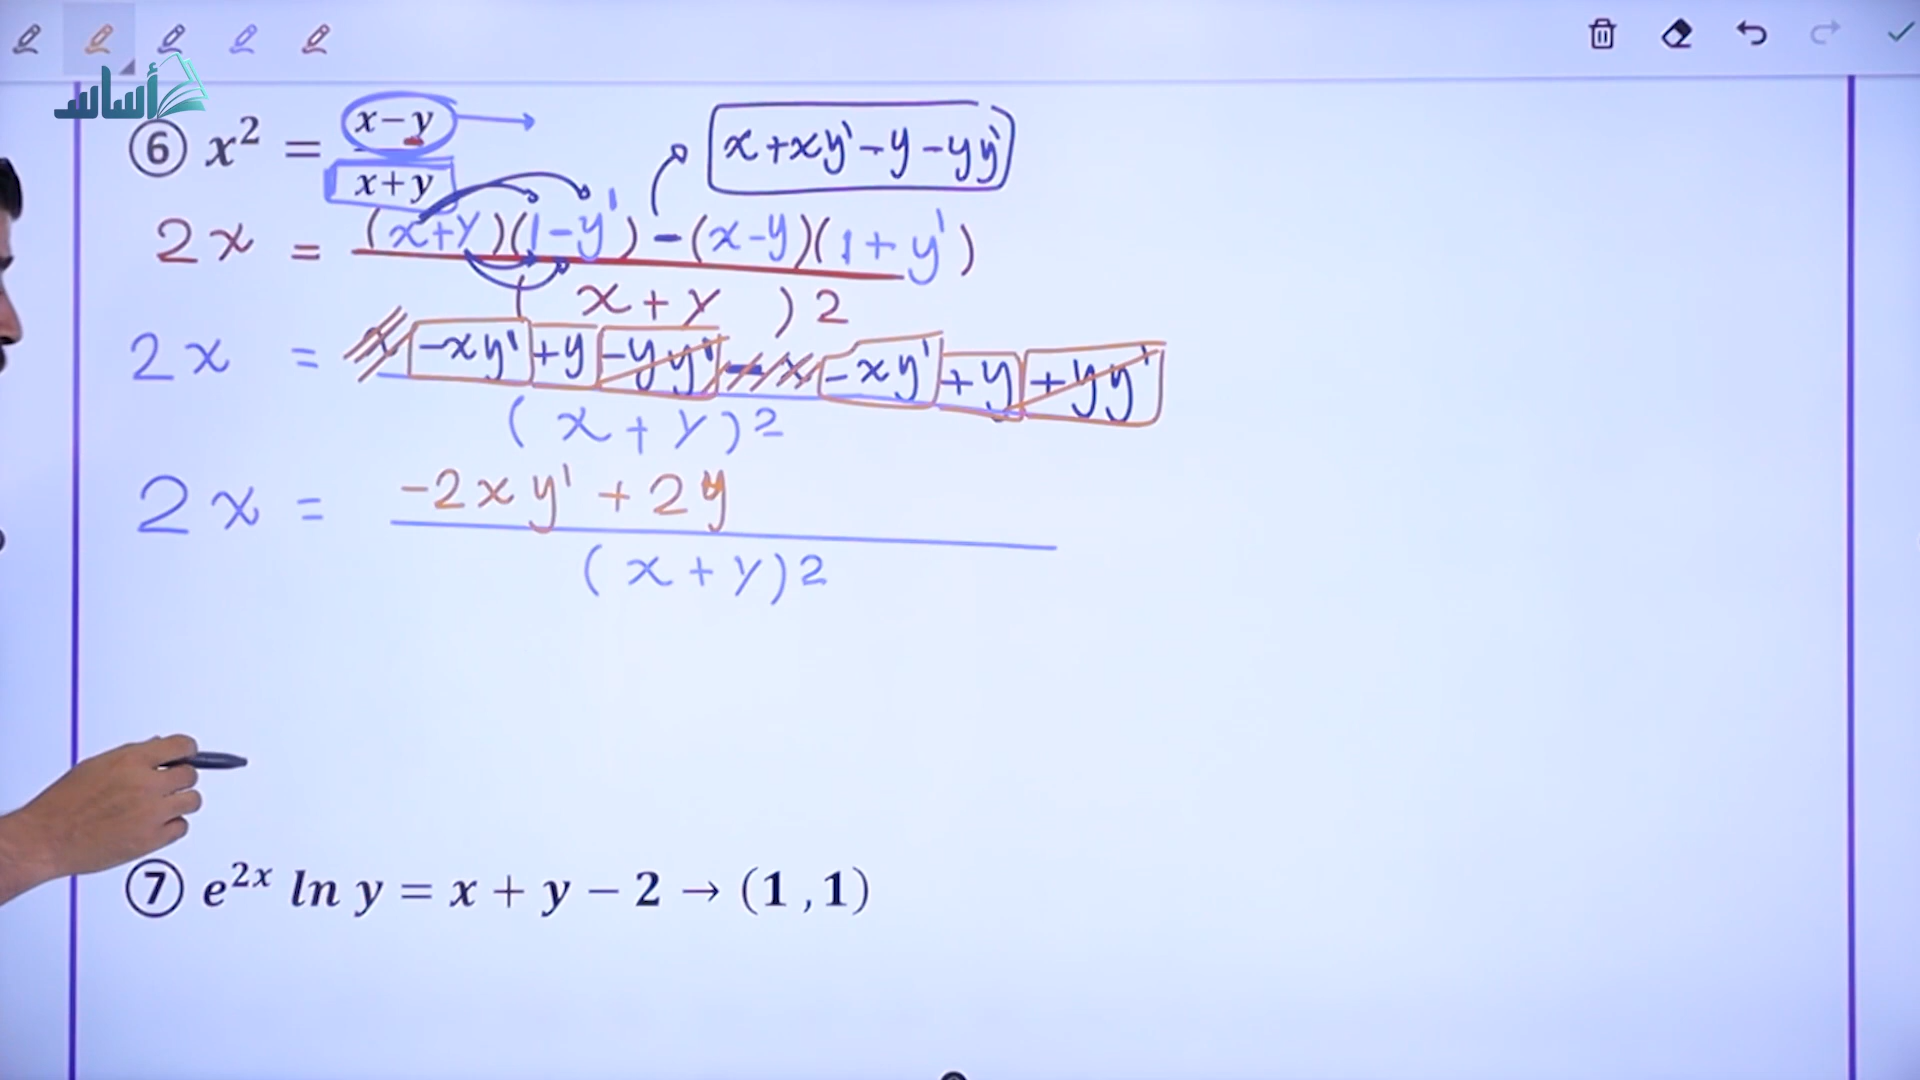 أساس
⑥ x² = x−y / x+y
x+xy'−y−yy'
2x = (x+y)(1−y')−(x−y)(1+y') / (x+y)2
2x = x −xy' +y −yy' − x −xy' +y +yy' / (x+y)2
2x = −2xy' + 2y / (x+y)2
⑦ e²ˣ ln y = x + y − 2 → (1 ,1)